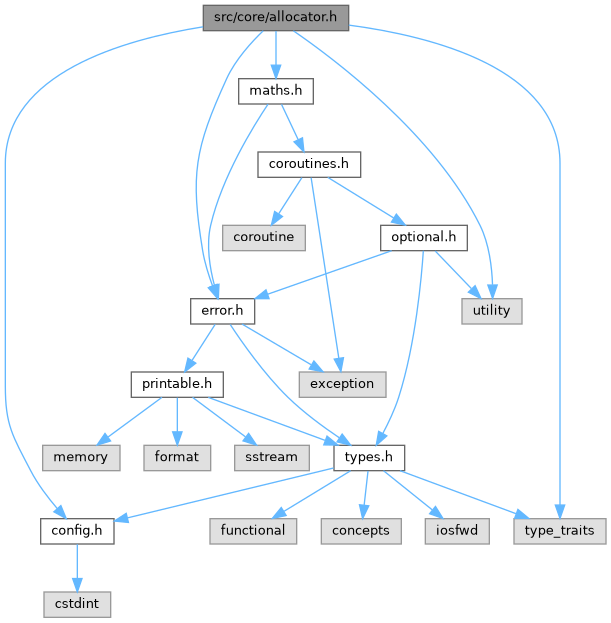 src/core/allocator.h
maths.h
coroutines.h
coroutine
optional.h
error.h
utility
printable.h
exception
memory
format
sstream
types.h
config.h
functional
concepts
iosfwd
type_traits
cstdint